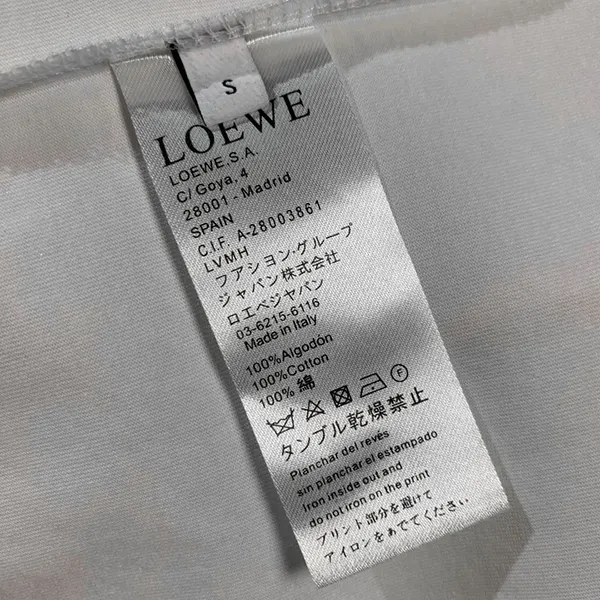 S
LOEWE
LOEWE,S.A.
C/ Goya, 4
28001 - Madrid
SPAIN
C.I.F. A-28003861
LVMH
フアション·グループ
ジャパン株式会社
ロエベジャパン
03-6215-6116
Made in Italy
100%Algodón
100%Cotton
100% 綿
タンブル乾燥禁止
Planchar del revés
sin planchar el estampado
Iron inside out and
do not iron on the print
プリント部分を避けて
アイロンをあててください。